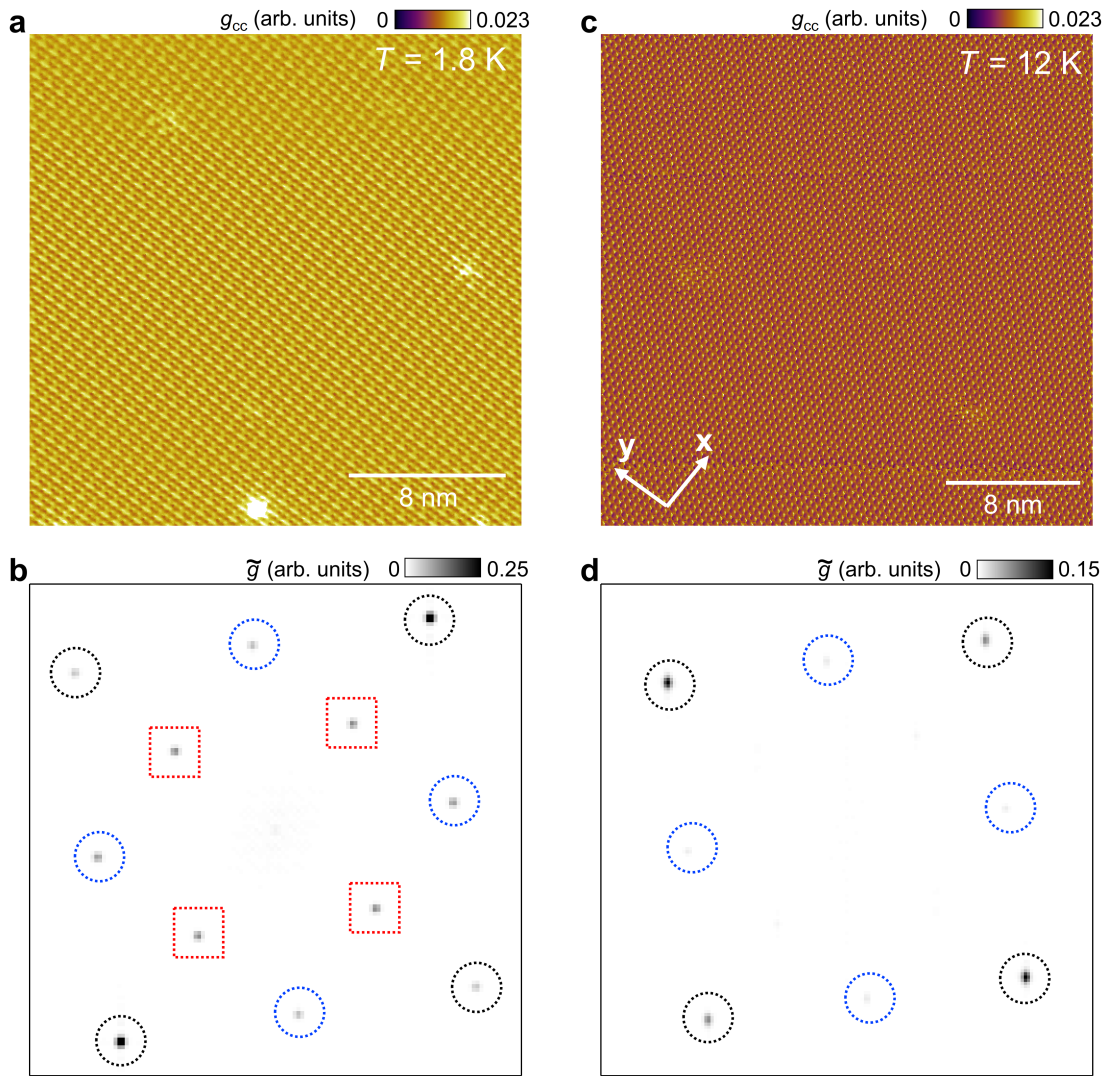 a
g_cc (arb. units) 0 0.023
T = 1.8 K
8 nm
c
g_cc (arb. units) 0 0.023
T = 12 K
y
x
8 nm
b
g̃ (arb. units) 0 0.25
d
g̃ (arb. units) 0 0.15